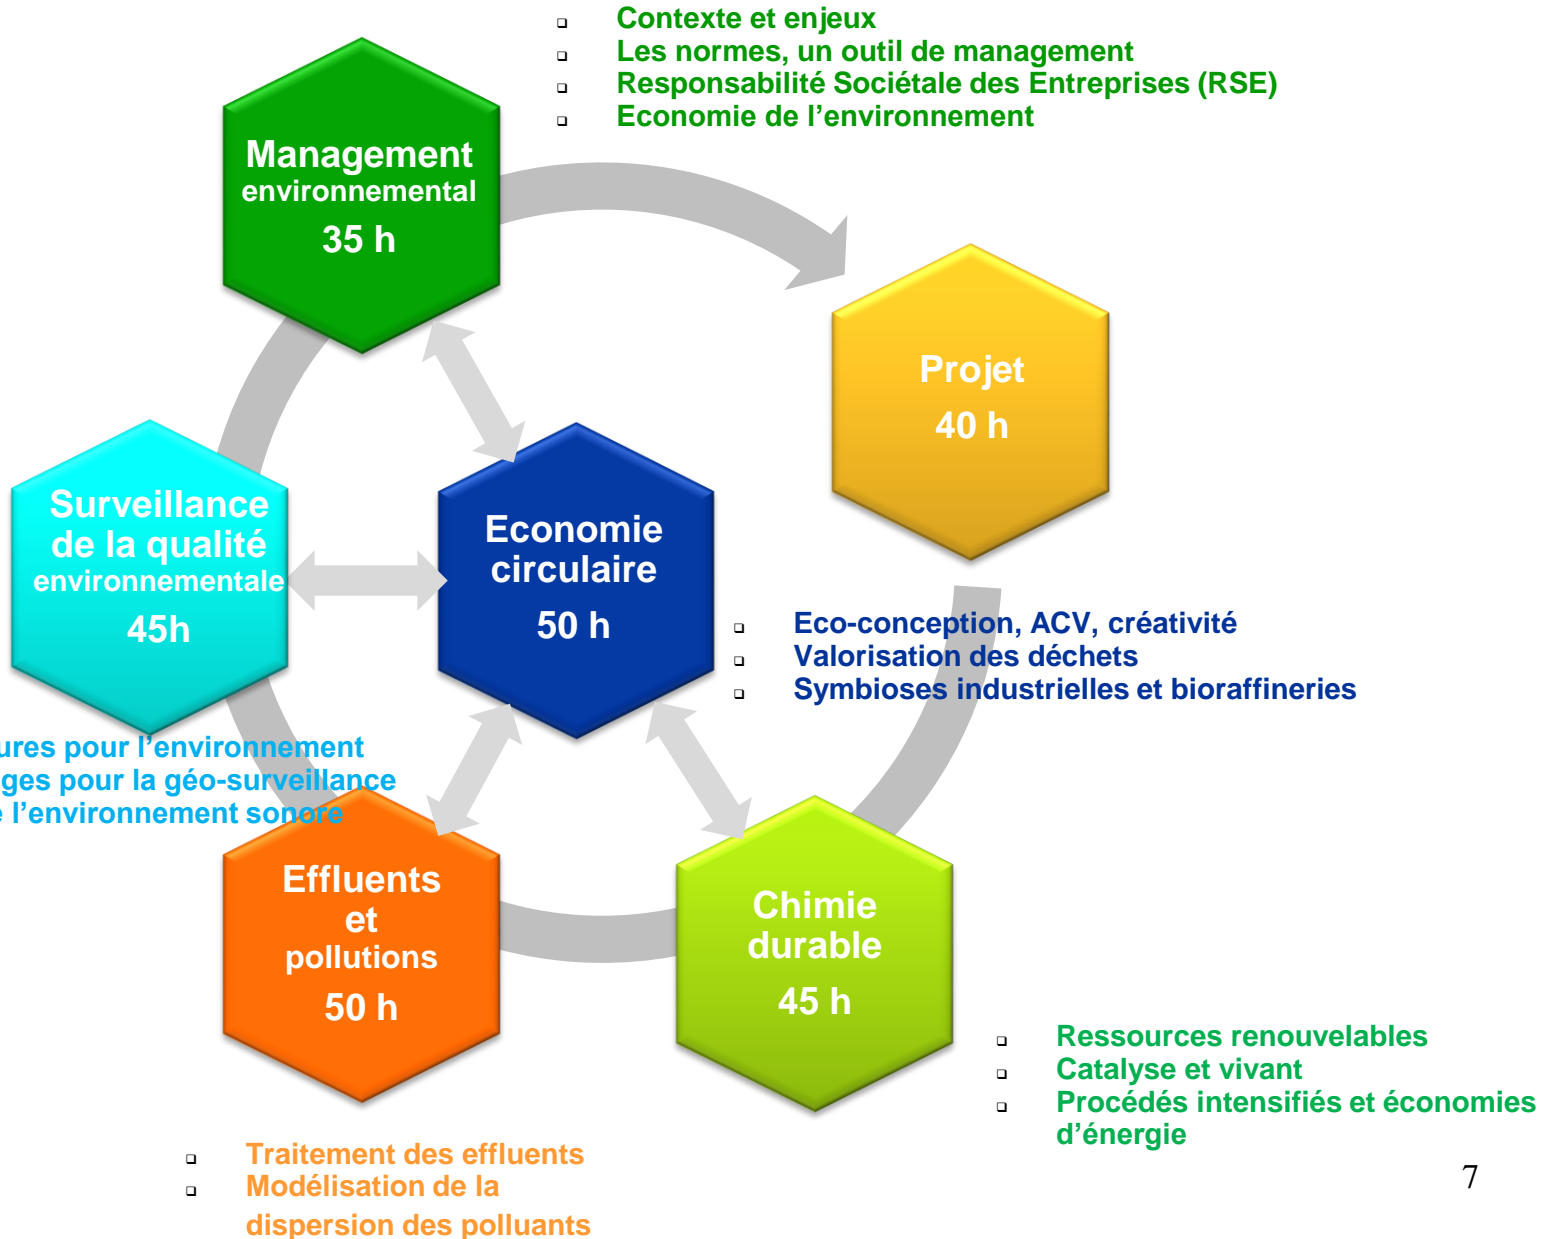 Contexte et enjeux
Les normes, un outil de management
Responsabilité Sociétale des Entreprises (RSE)
Economie de l’environnement
Management
environnemental
35 h
Projet
40 h
Surveillance
de la qualité
environnementale
45h
Economie
circulaire
50 h
Eco-conception, ACV, créativité
Valorisation des déchets
Symbioses industrielles et bioraffineries
pour l’environnement
pour la géo-surveillance
l’environnement sonore
Effluents
et
pollutions
50 h
Chimie
durable
45 h
Ressources renouvelables
Catalyse et vivant
Procédés intensifiés et économies
d’énergie
Traitement des effluents
Modélisation de la
dispersion des polluants
7